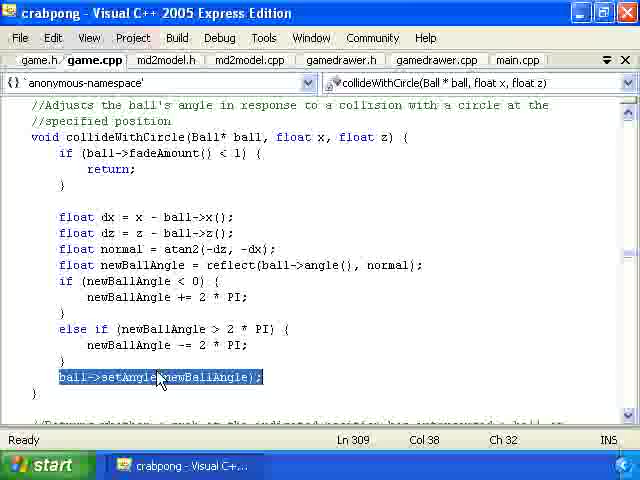 crabpong - Visual C++ 2005 Express Edition
File Edit View Project Build Debug Tools Window Community Help
game.h game.cpp md2model.h md2model.cpp gamedrawer.h gamedrawer.cpp main.cpp
{} `anonymous-namespace' collideWithCircle(Ball * ball, float x, float z)
//Adjusts the ball's angle in response to a collision with a circle at the
//specified position
void collideWithCircle(Ball* ball, float x, float z) {
if (ball->fadeAmount() < 1) {
return;
}
float dx = x - ball->x();
float dz = z - ball->z();
float normal = atan2(-dz, -dx);
float newBallAngle = reflect(ball->angle(), normal);
if (newBallAngle < 0) {
newBallAngle += 2 * PI;
}
else if (newBallAngle > 2 * PI) {
newBallAngle -= 2 * PI;
}
ball->setAngle(newBallAngle);
}
Ready Ln 309 Col 38 Ch 32 INS
start crabpong - Visual C+...